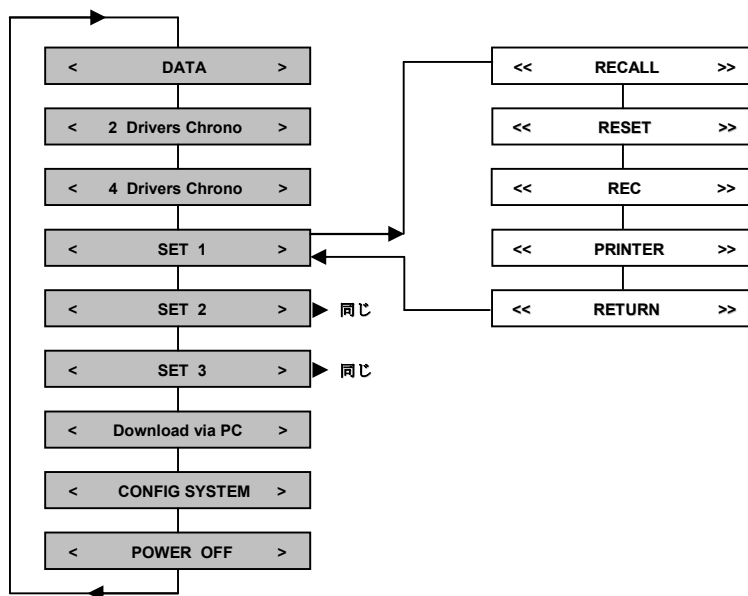 < DATA >
< 2 Drivers Chrono >
< 4 Drivers Chrono >
< SET 1 >
< SET 2 >
同じ
< SET 3 >
同じ
< Download via PC >
< CONFIG SYSTEM >
< POWER OFF >
<< RECALL >>
<< RESET >>
<< REC >>
<< PRINTER >>
<< RETURN >>